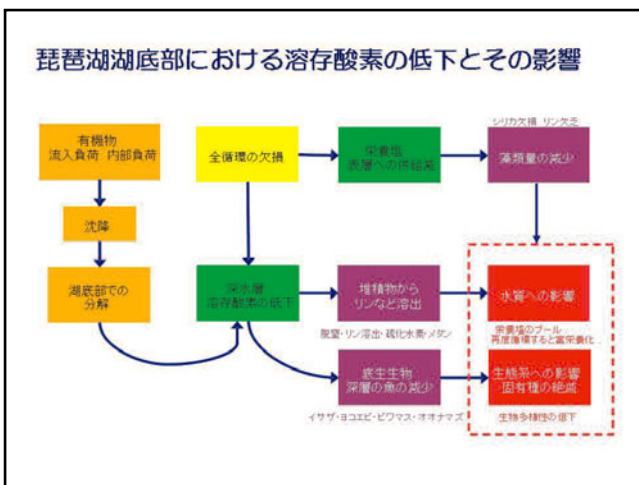 琵琶湖湖底部における溶存酸素の低下とその影響
シリカ欠損 リン欠乏
有機物
流入負荷 内部負荷
全循環の欠損
栄養塩
表層への供給減
藻類量の減少
沈降
湖底部での
分解
深水層
溶存酸素の低下
堆積物から
リンなど溶出
水質への影響
脱窒・リン溶出・硫化水素・メタン
栄養塩のプール
再度循環すると富栄養化
底生生物
深層の魚の減少
生態系への影響
固有種の絶滅
イサザ・ヨコエビ・ビワマス・オオナマズ
生物多様性の低下